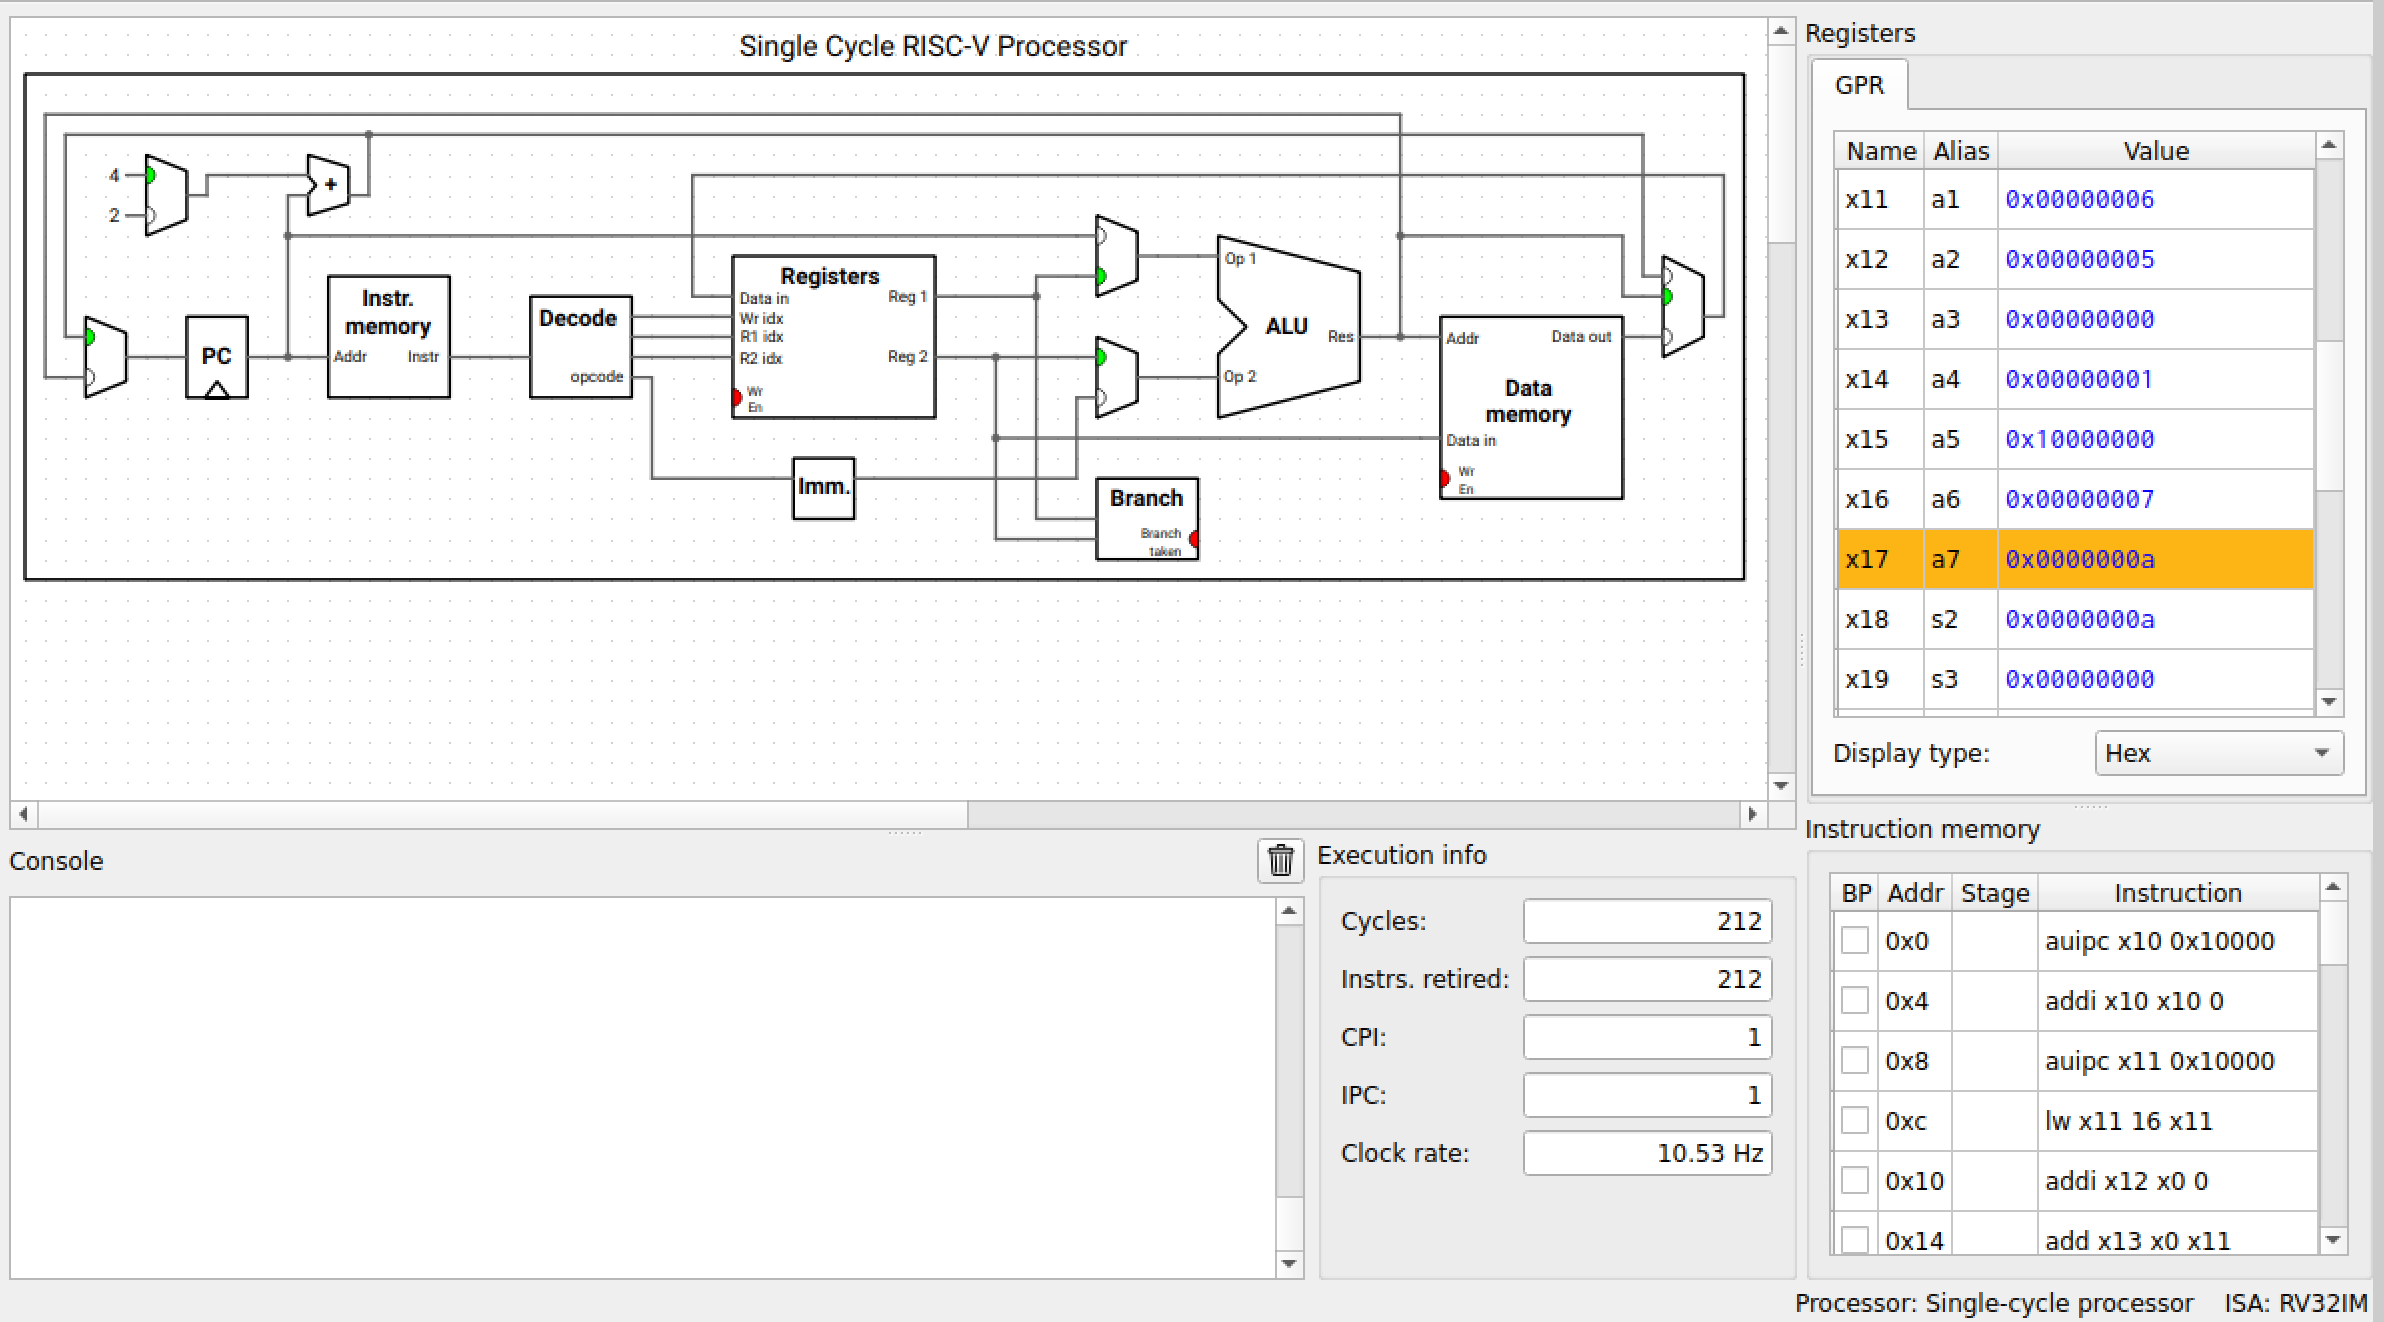 Single Cycle RISC-V Processor
4
2
+
PC
Instr.
memory
Addr
Instr
Decode
opcode
Registers
Data in
Wr idx
R1 idx
R2 idx
Wr
En
Reg 1
Reg 2
Imm.
Branch
Branch
taken
Op 1
Op 2
ALU
Res
Addr
Data out
Data
memory
Data in
Wr
En
Registers
GPR
Name Alias Value
x11 a1 0x00000006
x12 a2 0x00000005
x13 a3 0x00000000
x14 a4 0x00000001
x15 a5 0x10000000
x16 a6 0x00000007
x17 a7 0x0000000a
x18 s2 0x0000000a
x19 s3 0x00000000
Display type: Hex
Console
Execution info
Cycles: 212
Instrs. retired: 212
CPI: 1
IPC: 1
Clock rate: 10.53 Hz
Instruction memory
BP Addr Stage Instruction
0x0 auipc x10 0x10000
0x4 addi x10 x10 0
0x8 auipc x11 0x10000
0xc lw x11 16 x11
0x10 addi x12 x0 0
0x14 add x13 x0 x11
Processor: Single-cycle processor ISA: RV32IM